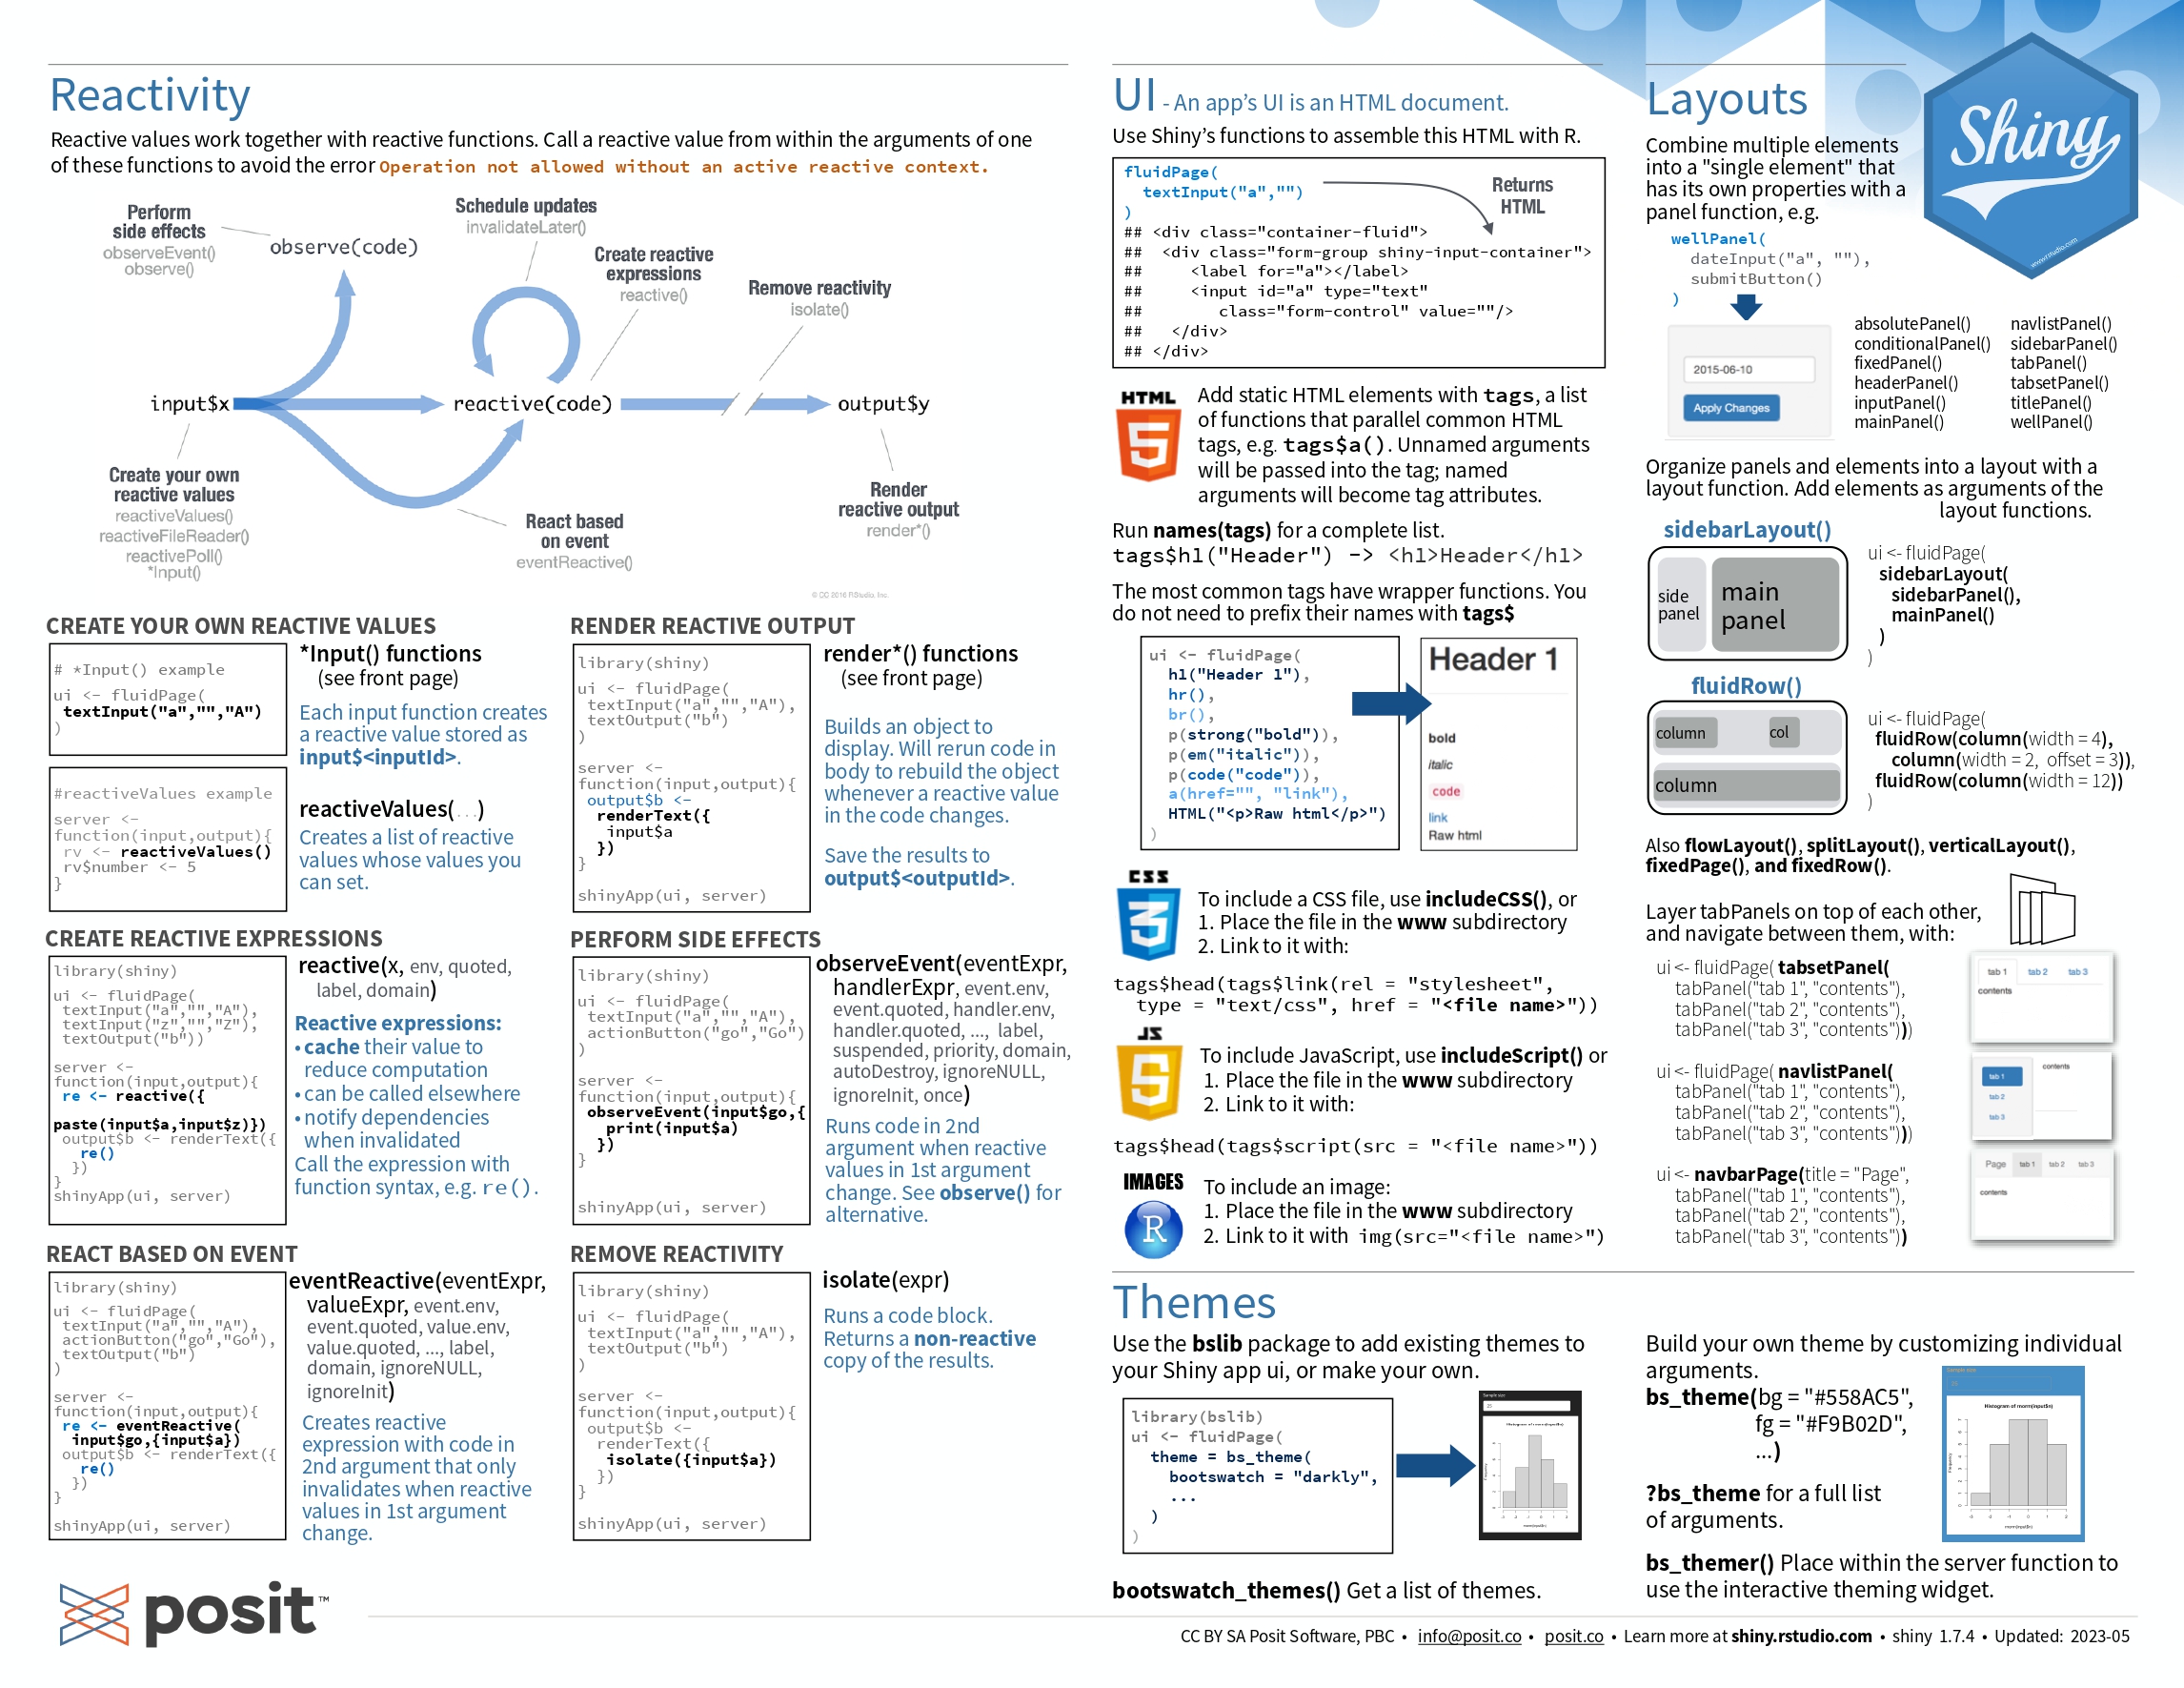 Reactivity
Reactive values work together with reactive functions. Call a reactive value from within the arguments of one
of these functions to avoid the error Operation not allowed without an active reactive context.
Perform
side effects
observeEvent()
observe()
observe(code)
Schedule updates
invalidateLater()
Create reactive
expressions
reactive()
Remove reactivity
isolate()
input$x
reactive(code)
output$y
Create your own
reactive values
reactiveValues()
reactiveFileReader()
reactivePoll()
*Input()
React based
on event
eventReactive()
Render
reactive output
render*()
© CC 2016 RStudio, Inc.
CREATE YOUR OWN REACTIVE VALUES
# *Input() example
ui <- fluidPage(
textInput("a","","A")
)
*Input() functions
(see front page)
Each input function creates
a reactive value stored as
input$<inputId>.
#reactiveValues example
server <-
function(input,output){
rv <- reactiveValues()
rv$number <- 5
}
reactiveValues(…)
Creates a list of reactive
values whose values you
can set.
RENDER REACTIVE OUTPUT
library(shiny)
ui <- fluidPage(
textInput("a","","A"),
textOutput("b")
)
server <-
function(input,output){
output$b <-
renderText({
input$a
})
}
shinyApp(ui, server)
render*() functions
(see front page)
Builds an object to
display. Will rerun code in
body to rebuild the object
whenever a reactive value
in the code changes.
Save the results to
output$<outputId>.
CREATE REACTIVE EXPRESSIONS
library(shiny)
ui <- fluidPage(
textInput("a","","A"),
textInput("z","","Z"),
textOutput("b"))
server <-
function(input,output){
re <- reactive({
paste(input$a,input$z)})
output$b <- renderText({
re()
})
}
shinyApp(ui, server)
reactive(x, env, quoted,
label, domain)
Reactive expressions:
• cache their value to
reduce computation
• can be called elsewhere
• notify dependencies
when invalidated
Call the expression with
function syntax, e.g. re().
PERFORM SIDE EFFECTS
library(shiny)
ui <- fluidPage(
textInput("a","","A"),
actionButton("go","Go")
)
server <-
function(input,output){
observeEvent(input$go,{
print(input$a)
})
}
shinyApp(ui, server)
observeEvent(eventExpr,
handlerExpr, event.env,
event.quoted, handler.env,
handler.quoted, ..., label,
suspended, priority, domain,
autoDestroy, ignoreNULL,
ignoreInit, once)
Runs code in 2nd
argument when reactive
values in 1st argument
change. See observe() for
alternative.
REACT BASED ON EVENT
library(shiny)
ui <- fluidPage(
textInput("a","","A"),
actionButton("go","Go"),
textOutput("b")
)
server <-
function(input,output){
re <- eventReactive(
input$go,{input$a})
output$b <- renderText({
re()
})
}
shinyApp(ui, server)
eventReactive(eventExpr,
valueExpr, event.env,
event.quoted, value.env,
value.quoted, ..., label,
domain, ignoreNULL,
ignoreInit)
Creates reactive
expression with code in
2nd argument that only
invalidates when reactive
values in 1st argument
change.
REMOVE REACTIVITY
library(shiny)
ui <- fluidPage(
textInput("a","","A"),
textOutput("b")
)
server <-
function(input,output){
output$b <-
renderText({
isolate({input$a})
})
}
shinyApp(ui, server)
isolate(expr)
Runs a code block.
Returns a non-reactive
copy of the results.
UI - An app’s UI is an HTML document.
Use Shiny’s functions to assemble this HTML with R.
fluidPage(
textInput("a","")
)
Returns
HTML
## <div class="container-fluid">
## <div class="form-group shiny-input-container">
## <label for="a"></label>
## <input id="a" type="text"
## class="form-control" value=""/>
## </div>
## </div>
HTML
5
Add static HTML elements with tags, a list
of functions that parallel common HTML
tags, e.g. tags$a(). Unnamed arguments
will be passed into the tag; named
arguments will become tag attributes.
Run names(tags) for a complete list.
tags$h1("Header") -> <h1>Header</h1>
The most common tags have wrapper functions. You
do not need to prefix their names with tags$
ui <- fluidPage(
h1("Header 1"),
hr(),
br(),
p(strong("bold")),
p(em("italic")),
p(code("code")),
a(href="", "link"),
HTML("<p>Raw html</p>")
)
Header 1
bold
italic
code
link
Raw html
CSS
3
To include a CSS file, use includeCSS(), or
1. Place the file in the www subdirectory
2. Link to it with:
tags$head(tags$link(rel = "stylesheet",
type = "text/css", href = "<file name>"))
JS
5
To include JavaScript, use includeScript() or
1. Place the file in the www subdirectory
2. Link to it with:
tags$head(tags$script(src = "<file name>"))
IMAGES
R
To include an image:
1. Place the file in the www subdirectory
2. Link to it with img(src="<file name>")
Layouts
Shiny
www.rstudio.com
Combine multiple elements
into a "single element" that
has its own properties with a
panel function, e.g.
wellPanel(
dateInput("a", ""),
submitButton()
)
2015-06-10
Apply Changes
absolutePanel()
conditionalPanel()
fixedPanel()
headerPanel()
inputPanel()
mainPanel()
navlistPanel()
sidebarPanel()
tabPanel()
tabsetPanel()
titlePanel()
wellPanel()
Organize panels and elements into a layout with a
layout function. Add elements as arguments of the
layout functions.
sidebarLayout()
side
panel
main
panel
ui <- fluidPage(
sidebarLayout(
sidebarPanel(),
mainPanel()
)
)
fluidRow()
column
col
column
ui <- fluidPage(
fluidRow(column(width = 4),
column(width = 2, offset = 3)),
fluidRow(column(width = 12))
)
Also flowLayout(), splitLayout(), verticalLayout(),
fixedPage(), and fixedRow().
Layer tabPanels on top of each other,
and navigate between them, with:
ui <- fluidPage( tabsetPanel(
tabPanel("tab 1", "contents"),
tabPanel("tab 2", "contents"),
tabPanel("tab 3", "contents")))
tab 1 tab 2 tab 3
contents
ui <- fluidPage( navlistPanel(
tabPanel("tab 1", "contents"),
tabPanel("tab 2", "contents"),
tabPanel("tab 3", "contents")))
tab 1
tab 2
tab 3
contents
ui <- navbarPage(title = "Page",
tabPanel("tab 1", "contents"),
tabPanel("tab 2", "contents"),
tabPanel("tab 3", "contents"))
Page tab 1 tab 2 tab 3
contents
Themes
Use the bslib package to add existing themes to
your Shiny app ui, or make your own.
library(bslib)
ui <- fluidPage(
theme = bs_theme(
bootswatch = "darkly",
...
)
)
bootswatch_themes() Get a list of themes.
Build your own theme by customizing individual
arguments.
bs_theme(bg = "#558AC5",
fg = "#F9B02D",
...)
Histogram of rnorm(input$n)
?bs_theme for a full list
of arguments.
bs_themer() Place within the server function to
use the interactive theming widget.
posit™
CC BY SA Posit Software, PBC • info@posit.co • posit.co • Learn more at shiny.rstudio.com • shiny 1.7.4 • Updated: 2023-05